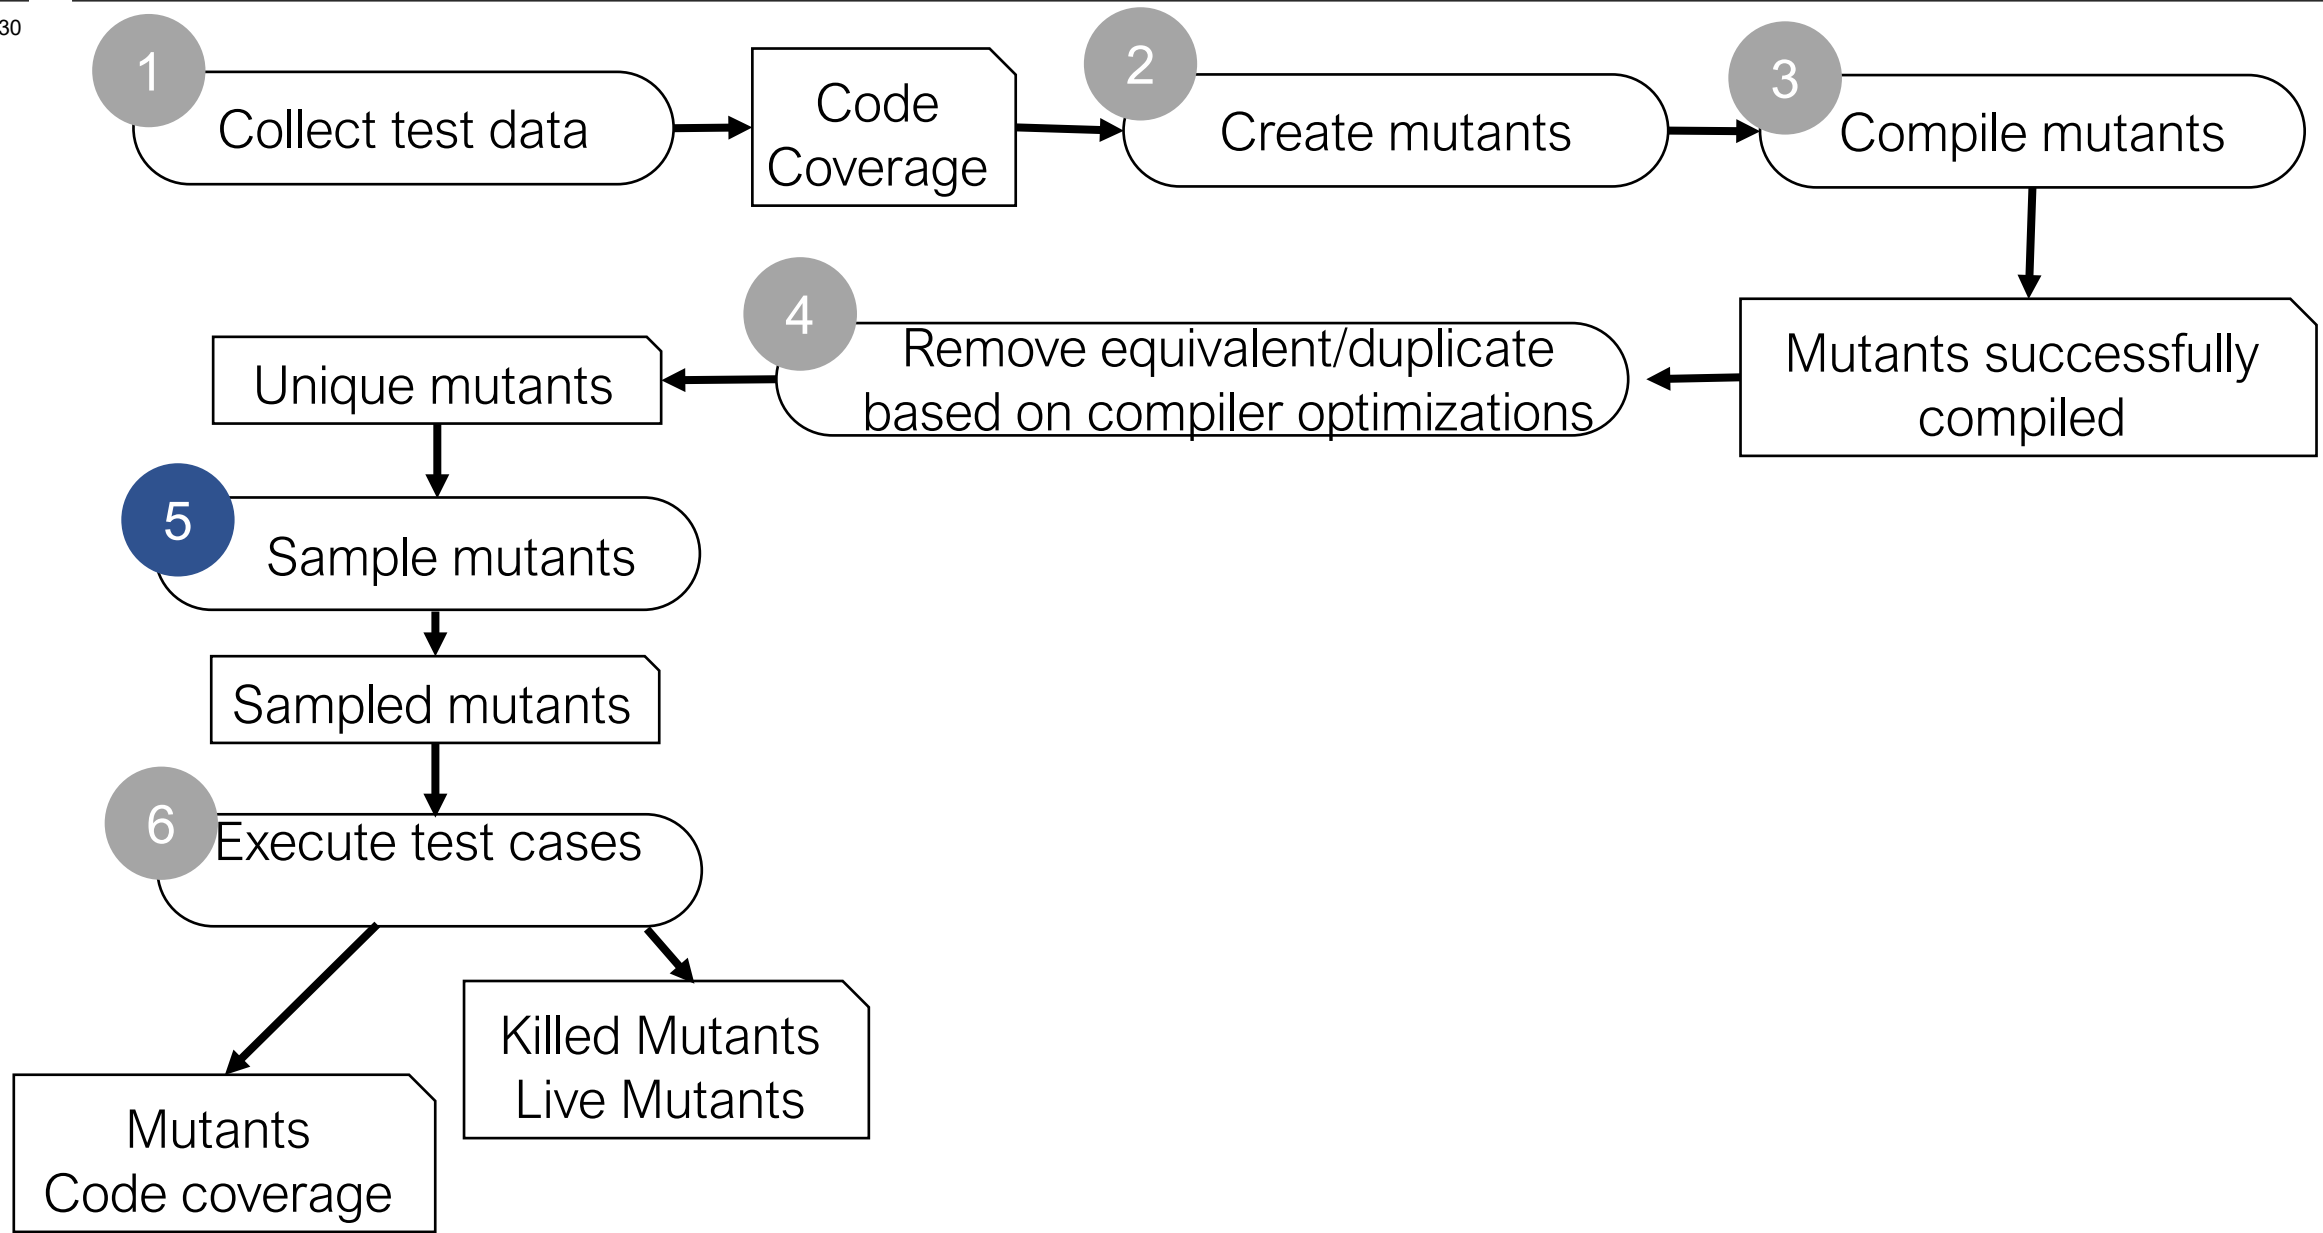 30
1
Collect test data
Code
Coverage
2
Create mutants
3
Compile mutants
Mutants successfully
compiled
4
Remove equivalent/duplicate
based on compiler optimizations
Unique mutants
5
Sample mutants
Sampled mutants
6
Execute test cases
Killed Mutants
Live Mutants
Mutants
Code coverage